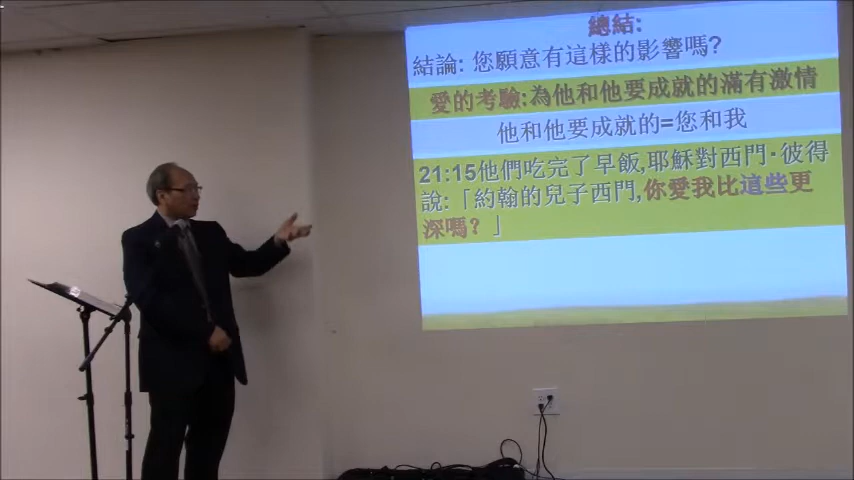 總結:
結論: 您願意有這樣的影響嗎?
愛的考驗:為他和他要成就的滿有激情
他和他要成就的=您和我
21:15他們吃完了早飯,耶穌對西門·彼得
說:「約翰的兒子西門,你愛我比這些更
深嗎?」